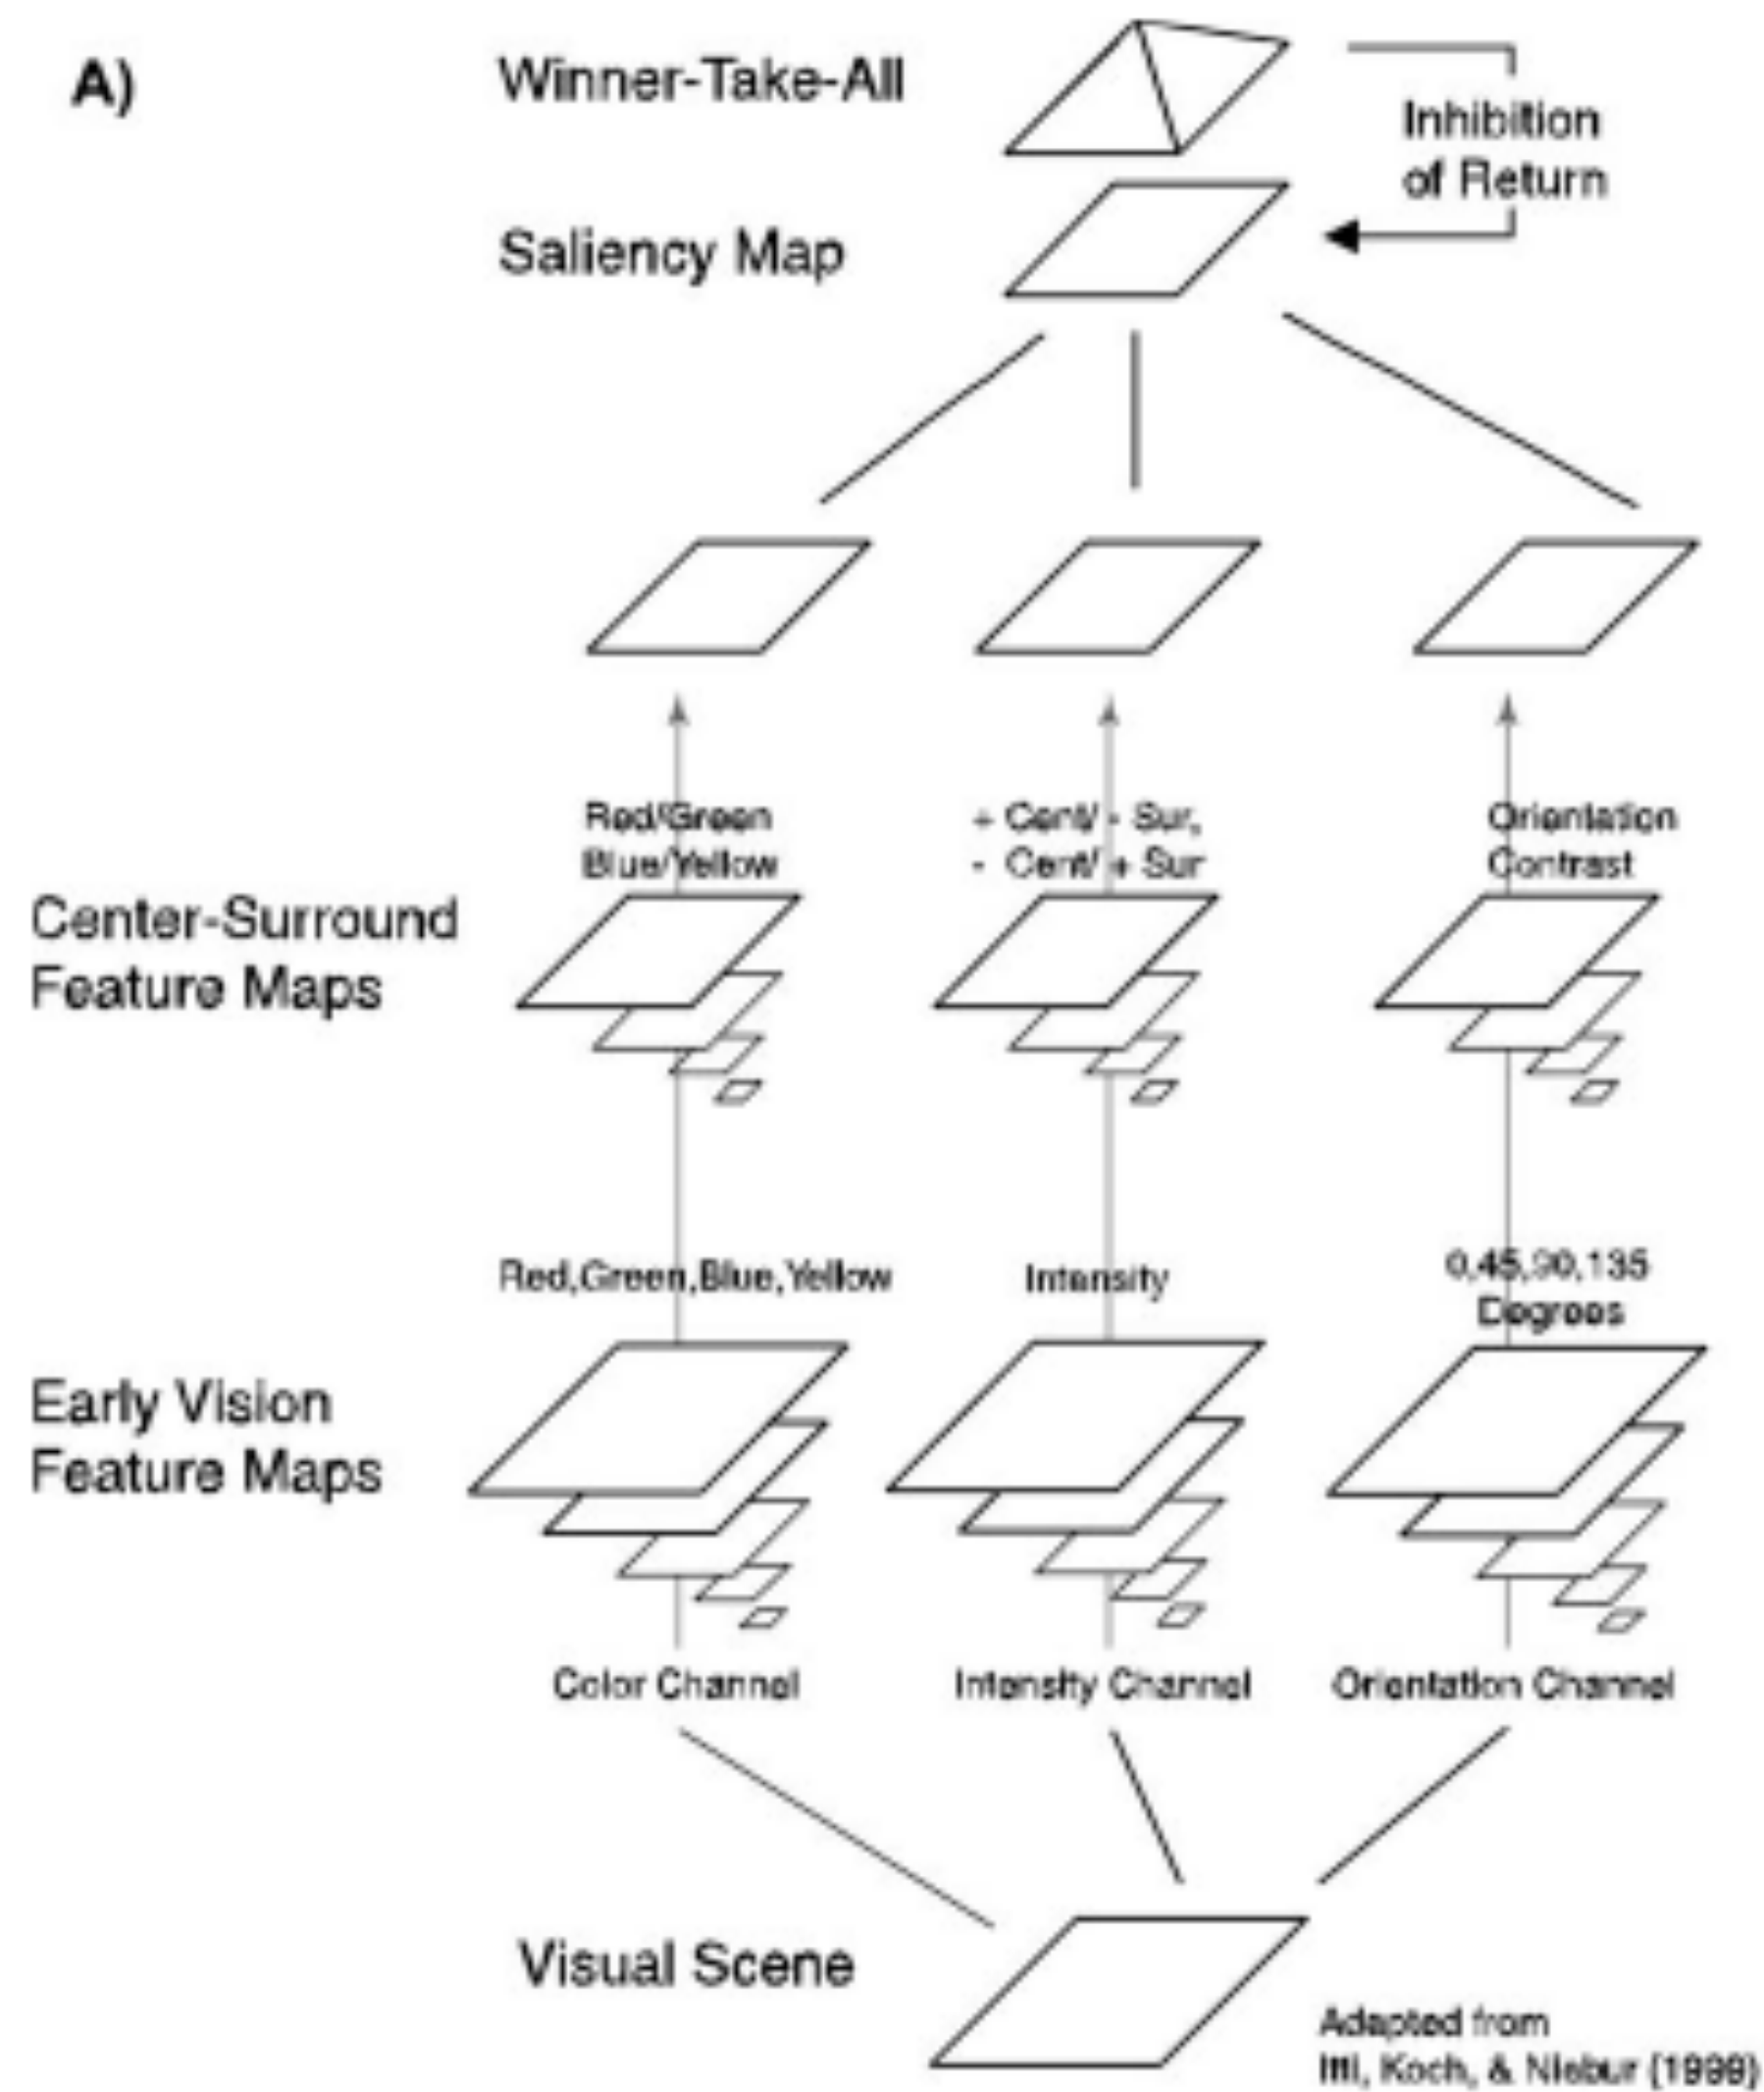 A)
Winner-Take-All
Inhibition
of Return
Saliency Map
Red/Green
Blue/Yellow
+ Cent/ - Sur,
- Cent/ + Sur
Orientation
Contrast
Center-Surround
Feature Maps
Red,Green,Blue,Yellow
Intensity
0,45,90,135
Degrees
Early Vision
Feature Maps
Color Channel
Intensity Channel
Orientation Channel
Visual Scene
Adapted from
Itti, Koch, & Niebur (1998)